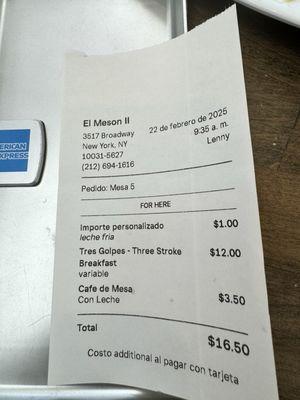 AMERICAN
EXPRESS
El Meson II
3517 Broadway
New York, NY
10031-5627
(212) 694-1616
22 de febrero de 2025
9:35 a. m.
Lenny
Pedido: Mesa 5
FOR HERE
Importe personalizado $1.00
leche fria
Tres Golpes - Three Stroke $12.00
Breakfast
variable
Cafe de Mesa $3.50
Con Leche
Total $16.50
Costo additional al pagar con tarjeta